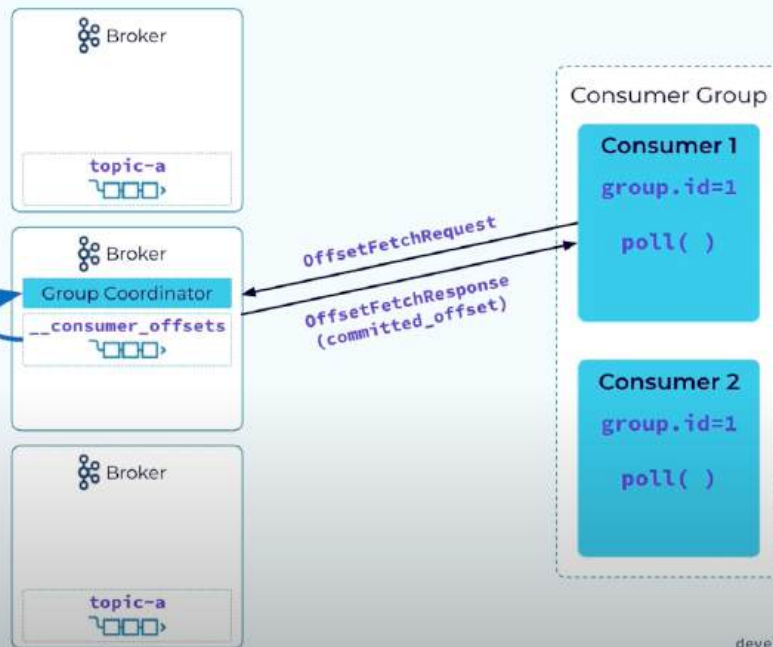 Broker
topic-a
Broker
Group Coordinator
__consumer_offsets
Broker
topic-a
OffsetFetchRequest
OffsetFetchResponse
(committed_offset)
Consumer Group
Consumer 1
group.id=1
poll( )
Consumer 2
group.id=1
poll( )
deve